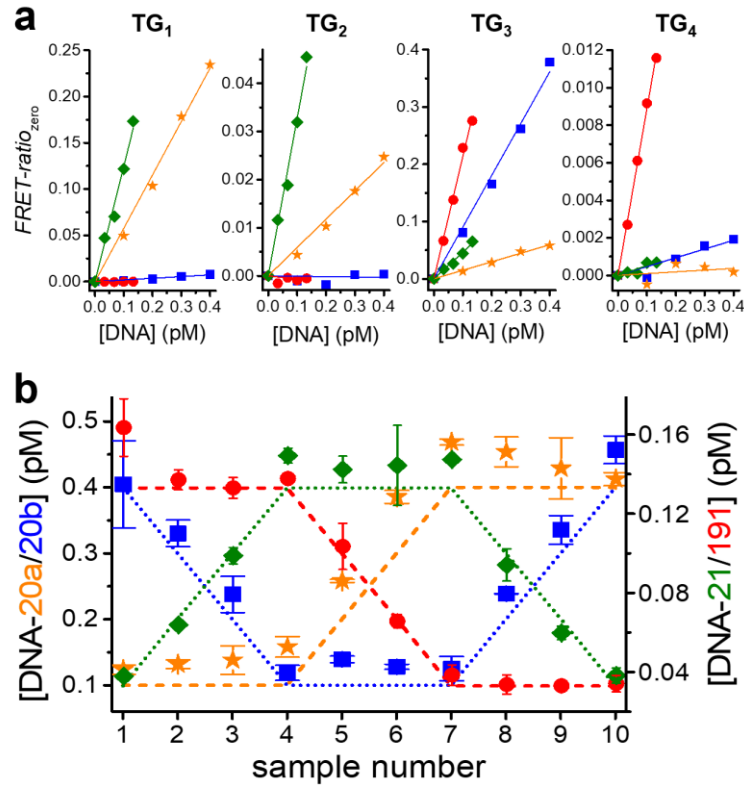 a
TG₁ TG₂ TG₃ TG₄
FRET-ratio_zero
0.25 0.20 0.15 0.10 0.05 0.00
0.04 0.03 0.02 0.01 0.00
0.4 0.3 0.2 0.1 0.0
0.012 0.010 0.008 0.006 0.004 0.002 0.000
0.0 0.1 0.2 0.3 0.4 0.0 0.1 0.2 0.3 0.4 0.0 0.1 0.2 0.3 0.4 0.0 0.1 0.2 0.3 0.4
[DNA] (pM) [DNA] (pM) [DNA] (pM) [DNA] (pM)
b
[DNA-20a/20b] (pM)
0.5 0.4 0.3 0.2 0.1
0.16 0.12 0.08 0.04
[DNA-21/191] (pM)
1 2 3 4 5 6 7 8 9 10
sample number